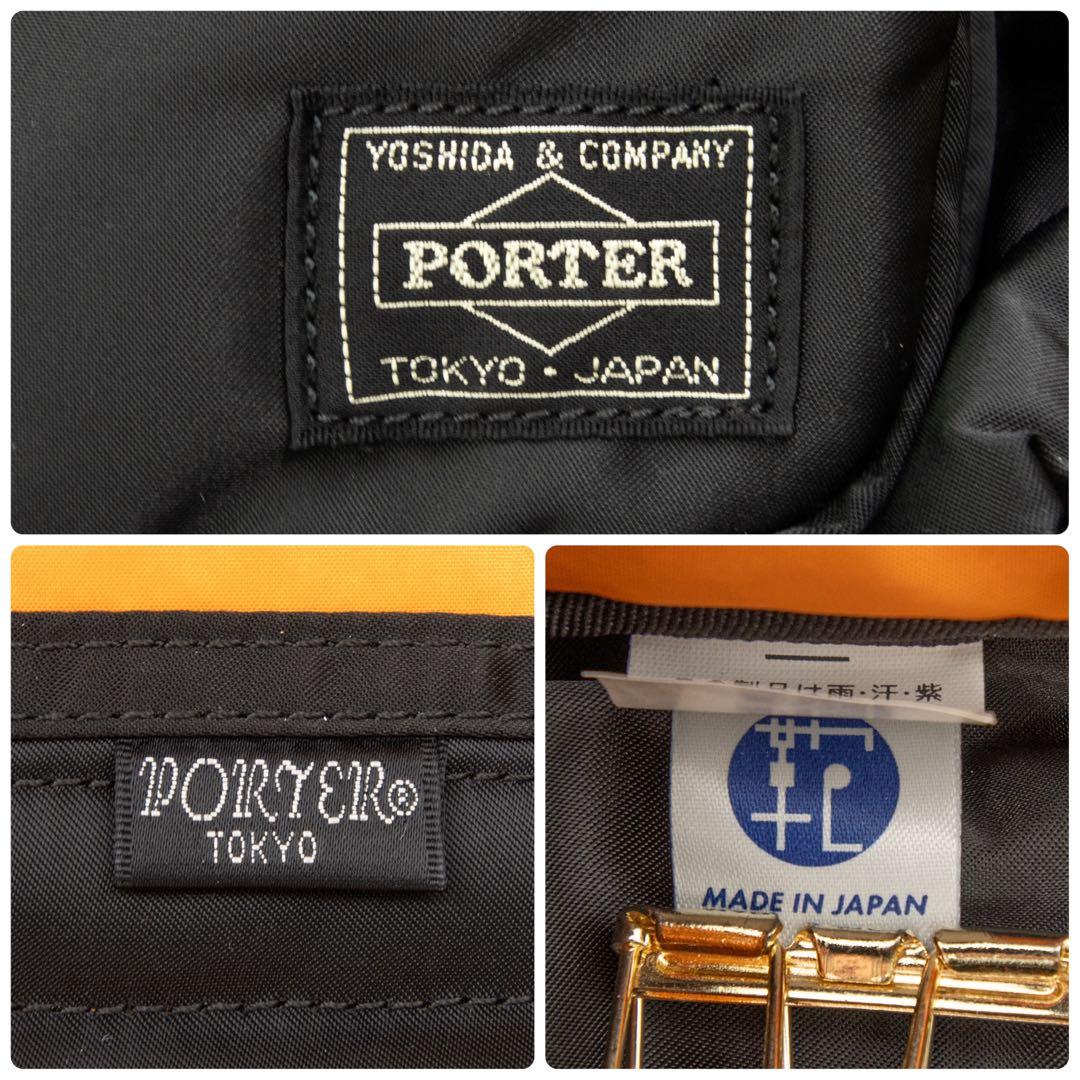 YOSHIDA & COMPANY
PORTER
TOKYO・JAPAN
PORTER®
TOKYO
製品は雨・汗・紫
MADE IN JAPAN